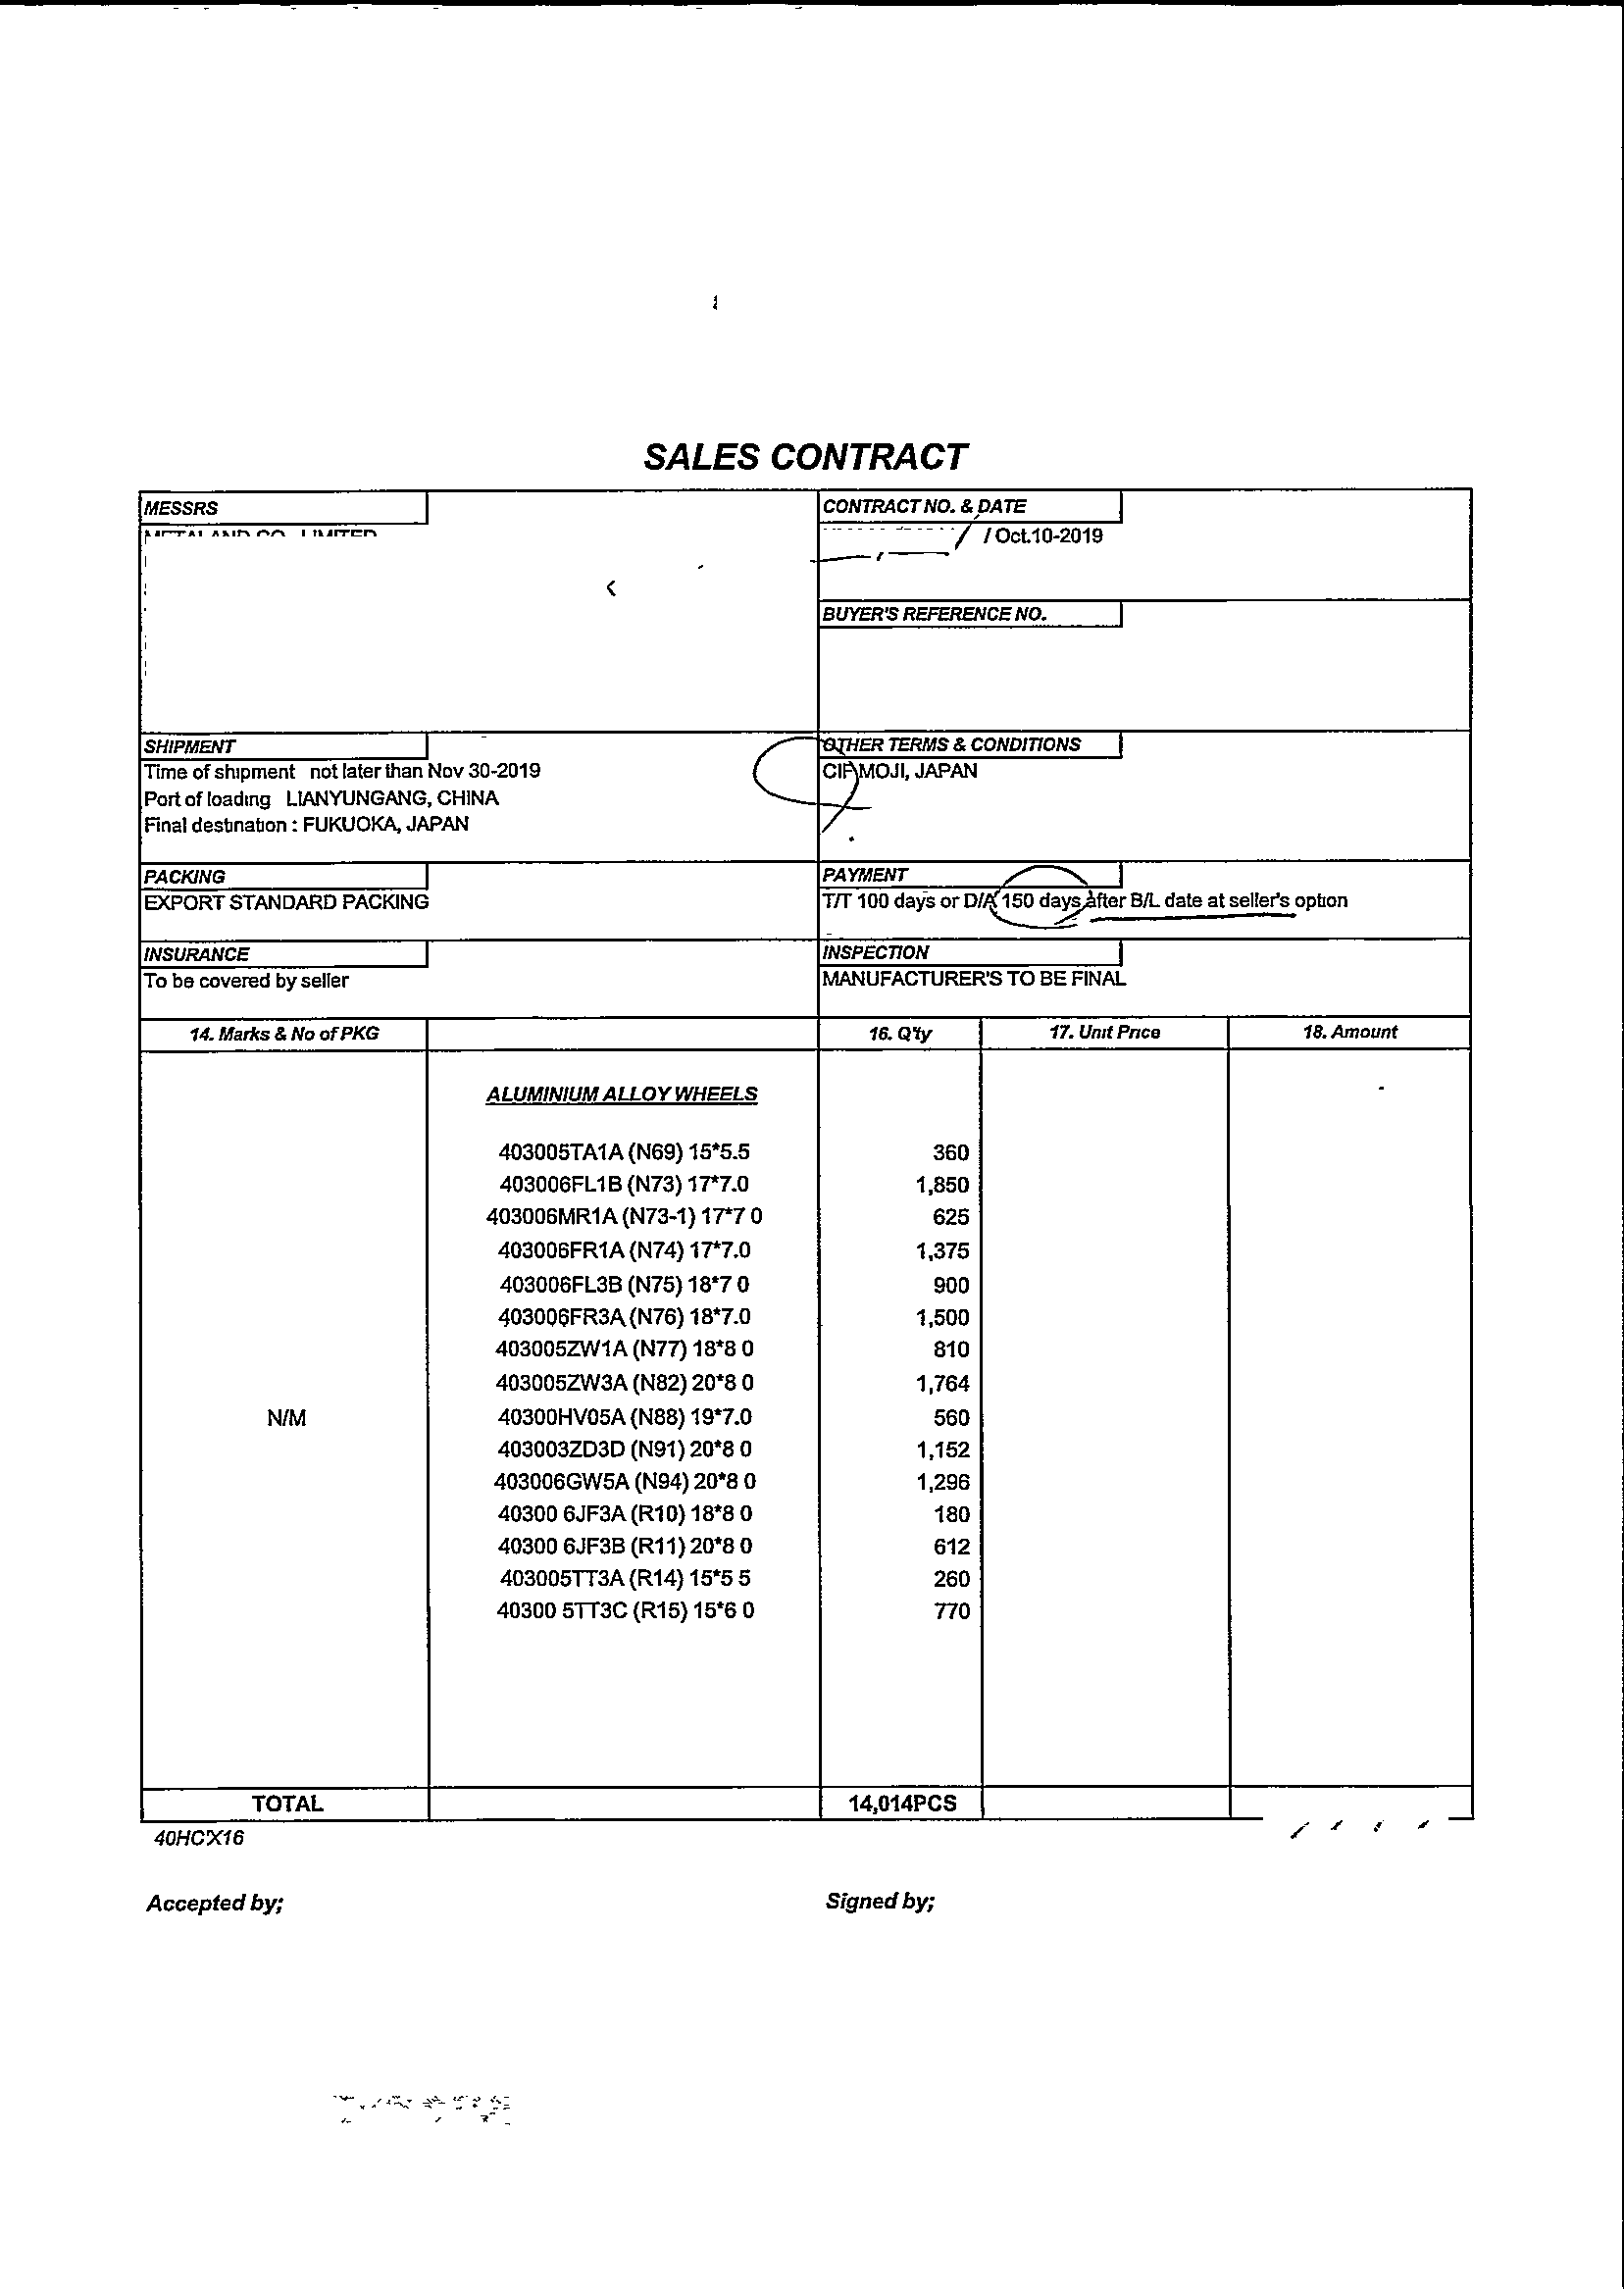 SALES CONTRACT
MESSRS
CONTRACT NO. & DATE
/ Oct.10-2019
BUYER'S REFERENCE NO.
SHIPMENT
Time of shipment not later than Nov 30-2019
Port of loading LIANYUNGANG, CHINA
Final destination : FUKUOKA, JAPAN
OTHER TERMS & CONDITIONS
CIF MOJI, JAPAN
PACKING
EXPORT STANDARD PACKING
PAYMENT
T/T 100 days or D/A 150 days after B/L date at seller's option
INSURANCE
To be covered by seller
INSPECTION
MANUFACTURER'S TO BE FINAL
14. Marks & No of PKG 16. Q'ty 17. Unit Price 18. Amount
ALUMINIUM ALLOY WHEELS
403005TA1A (N69) 15*5.5 360
403006FL1B (N73) 17*7.0 1,850
403006MR1A (N73-1) 17*7 0 625
403006FR1A (N74) 17*7.0 1,375
403006FL3B (N75) 18*7 0 900
403006FR3A (N76) 18*7.0 1,500
403005ZW1A (N77) 18*8 0 810
403005ZW3A (N82) 20*8 0 1,764
N/M 40300HV05A (N88) 19*7.0 560
403003ZD3D (N91) 20*8 0 1,152
403006GW5A (N94) 20*8 0 1,296
40300 6JF3A (R10) 18*8 0 180
40300 6JF3B (R11) 20*8 0 612
403005TT3A (R14) 15*5 5 260
40300 5TT3C (R15) 15*6 0 770
TOTAL 14,014PCS
40HC'X16
Accepted by;
Signed by;